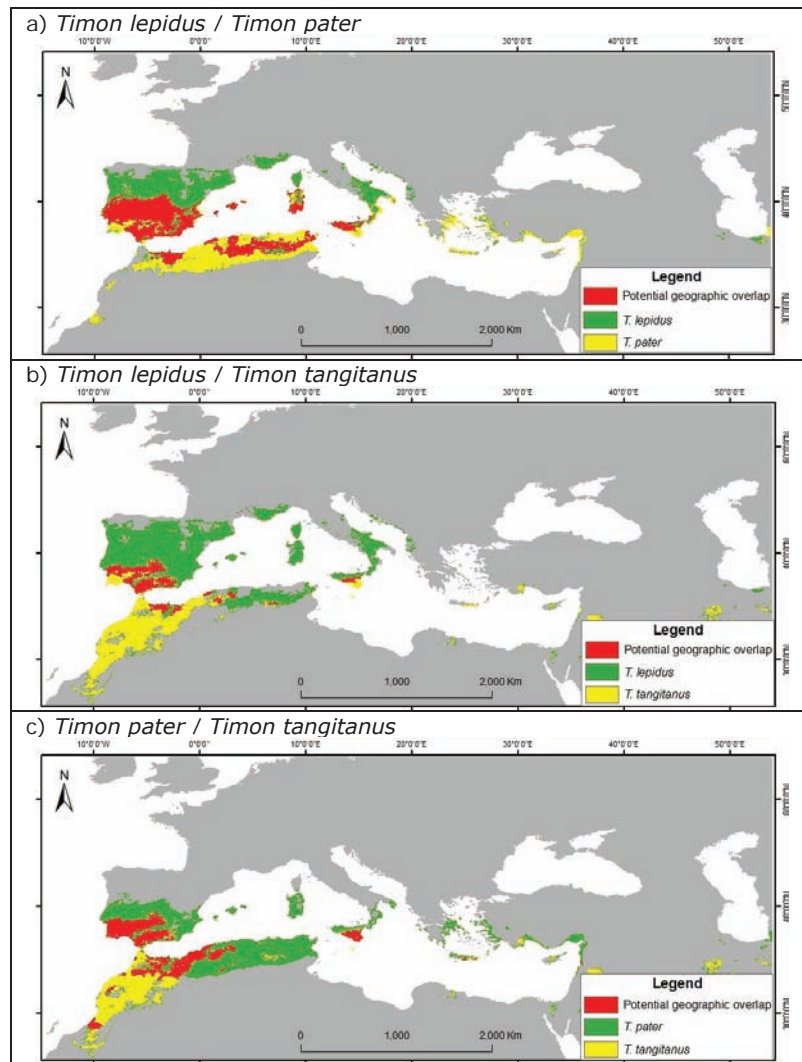 a) Timon lepidus / Timon pater
10°0'0"W 0°0'0"E 10°0'0"E 20°0'0"E 30°0'0"E 40°0'0"E 50°0'0"E
N
Legend
Potential geographic overlap
T. lepidus
T. pater
0 1,000 2,000 Km
b) Timon lepidus / Timon tangitanus
10°0'0"W 0°0'0"E 10°0'0"E 20°0'0"E 30°0'0"E 40°0'0"E 50°0'0"E
N
Legend
Potential geographic overlap
T. lepidus
T. tangitanus
0 1,000 2,000 Km
c) Timon pater / Timon tangitanus
10°0'0"W 0°0'0"E 10°0'0"E 20°0'0"E 30°0'0"E 40°0'0"E 50°0'0"E
N
Legend
Potential geographic overlap
T. pater
T. tangitanus
0 1,000 2,000 Km